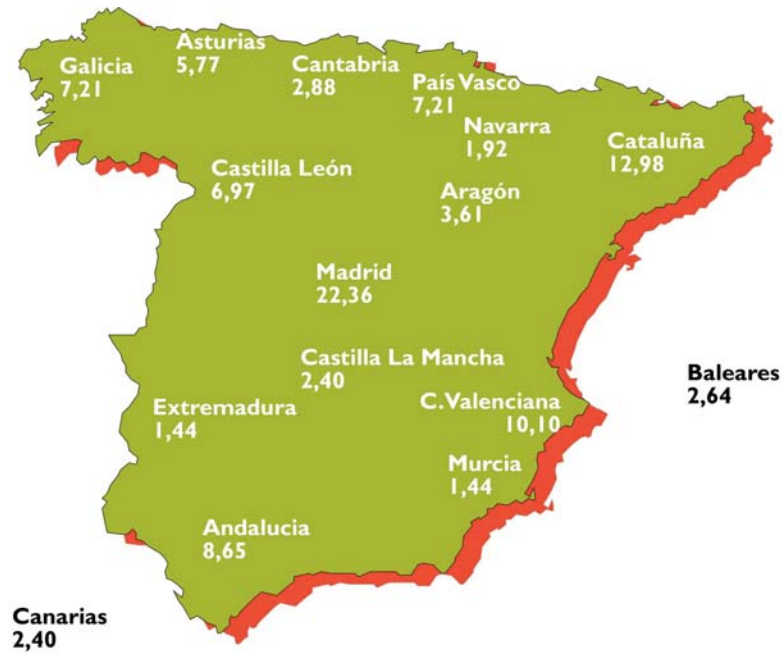 Asturias
5,77
Galicia
7,21
Cantabria
2,88
País Vasco
7,21
Navarra
1,92
Cataluña
12,98
Castilla León
6,97
Aragón
3,61
Madrid
22,36
Castilla La Mancha
2,40
Baleares
2,64
Extremadura
1,44
C.Valenciana
10,10
Murcia
1,44
Andalucia
8,65
Canarias
2,40